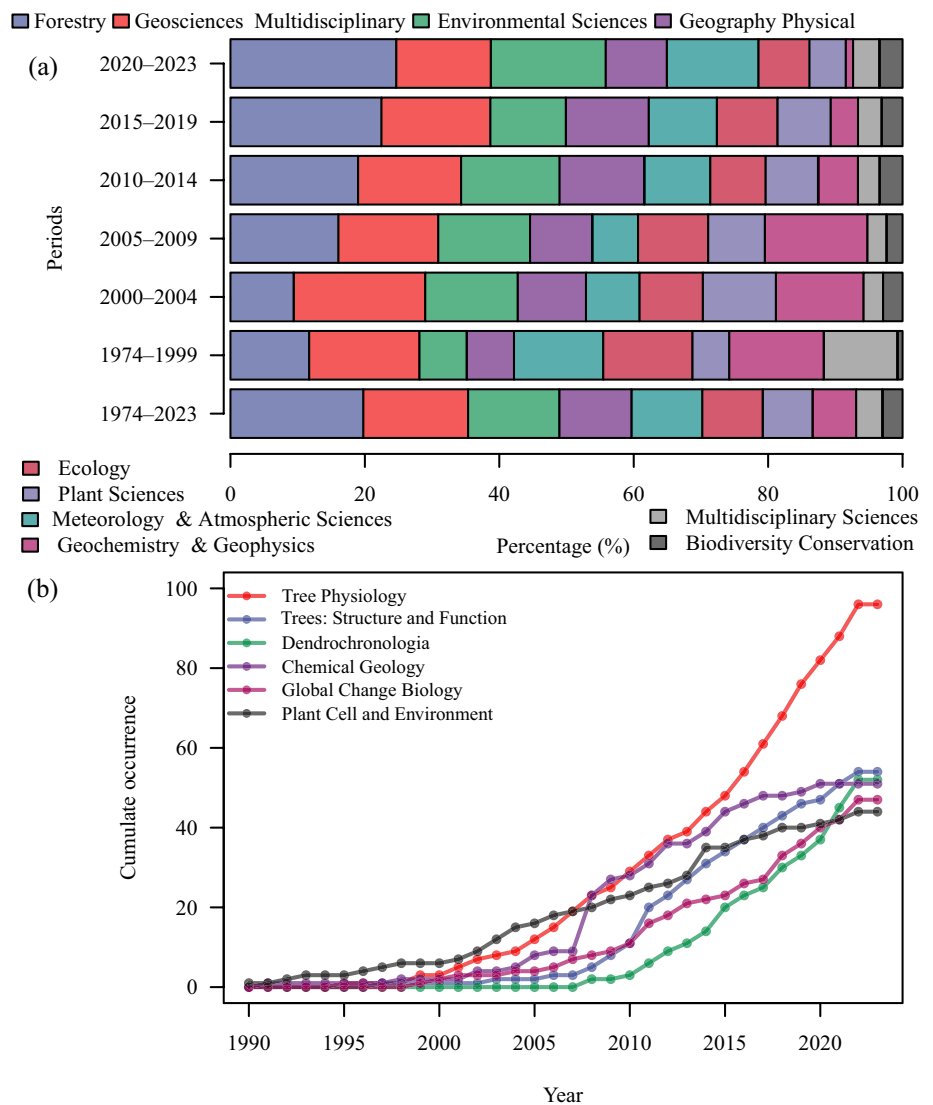 Forestry Geosciences Multidisciplinary Environmental Sciences Geography Physical
(a)
2020–2023
2015–2019
2010–2014
2005–2009
2000–2004
1974–1999
1974–2023
Periods
0 20 40 60 80 100
Percentage (%)
Ecology
Plant Sciences
Meteorology & Atmospheric Sciences
Geochemistry & Geophysics
Multidisciplinary Sciences
Biodiversity Conservation
(b)
Tree Physiology
Trees: Structure and Function
Dendrochronologia
Chemical Geology
Global Change Biology
Plant Cell and Environment
100
80
60
40
20
0
Cumulate occurrence
1990 1995 2000 2005 2010 2015 2020
Year